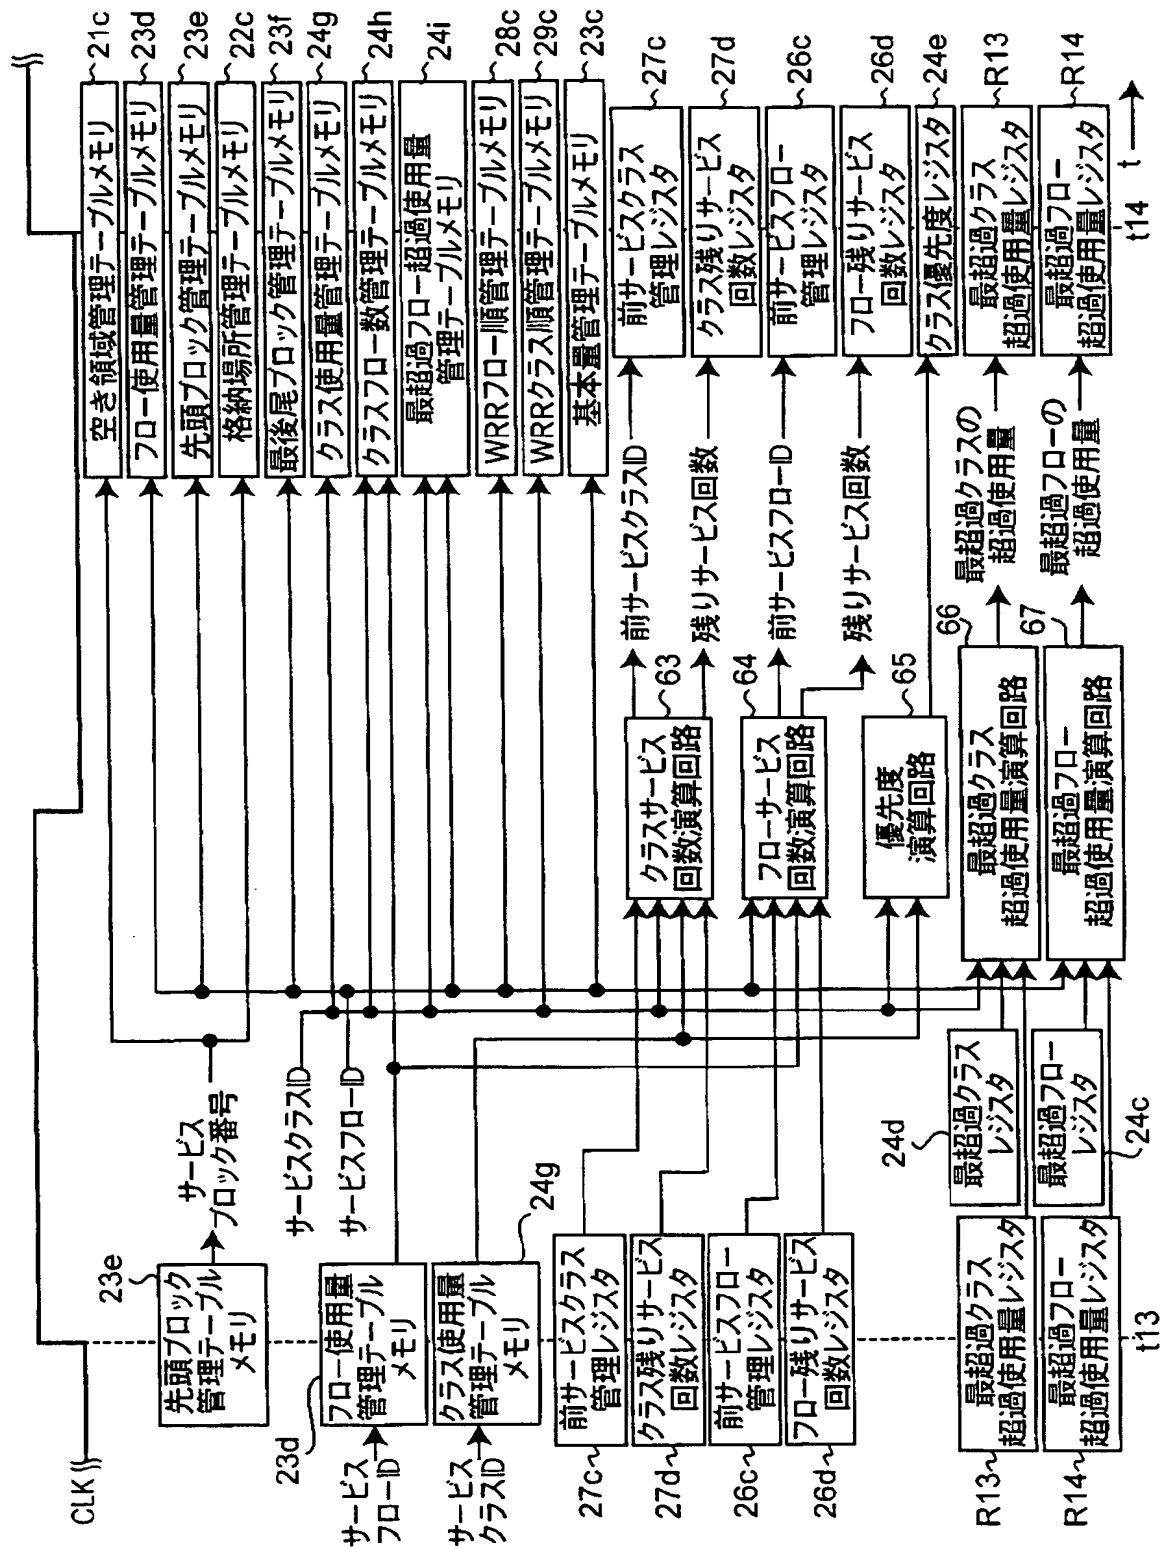 CLK
先頭ブロック
管理テーブル
メモリ
23e
サービス
ブロック番号
サービスクラスID
サービスフローID
サービス
フローID
フロー使用量
管理テーブル
メモリ
23d
サービス
クラスID
クラス使用量
管理テーブル
メモリ
24g
27c
前サービスクラス
管理レジスタ
27d
クラス残りサービス
回数レジスタ
26c
前サービスフロー
管理レジスタ
26d
フロー残りサービス
回数レジスタ
R13
最超過クラス
超過使用量レジスタ
R14
最超過フロー
超過使用量レジスタ
t13
24d
最超過クラス
レジスタ
最超過フロー
レジスタ
24c
クラスサービス
回数演算回路
63
フローサービス
回数演算回路
64
優先度
演算回路
65
最超過クラス
超過使用量演算回路
66
最超過フロー
超過使用量演算回路
67
前サービスクラスID
残りサービス回数
前サービスフローID
残りサービス回数
最超過クラスの
超過使用量
最超過フローの
超過使用量
空き領域管理テーブルメモリ
21c
フロー使用量管理テーブルメモリ
23d
先頭ブロック管理テーブルメモリ
23e
格納場所管理テーブルメモリ
22c
最後尾ブロック管理テーブルメモリ
23f
クラス使用量管理テーブルメモリ
24g
クラスフロー数管理テーブルメモリ
24h
最超過フロー超過使用量
管理テーブルメモリ
24i
WRRフロー順管理テーブルメモリ
28c
WRRクラス順管理テーブルメモリ
29c
基本量管理テーブルメモリ
23c
前サービスクラス
管理レジスタ
27c
クラス残りサービス
回数レジスタ
27d
前サービスフロー
管理レジスタ
26c
フロー残りサービス
回数レジスタ
26d
クラス優先度レジスタ
24e
最超過クラス
超過使用量レジスタ
R13
最超過フロー
超過使用量レジスタ
R14
t14
t